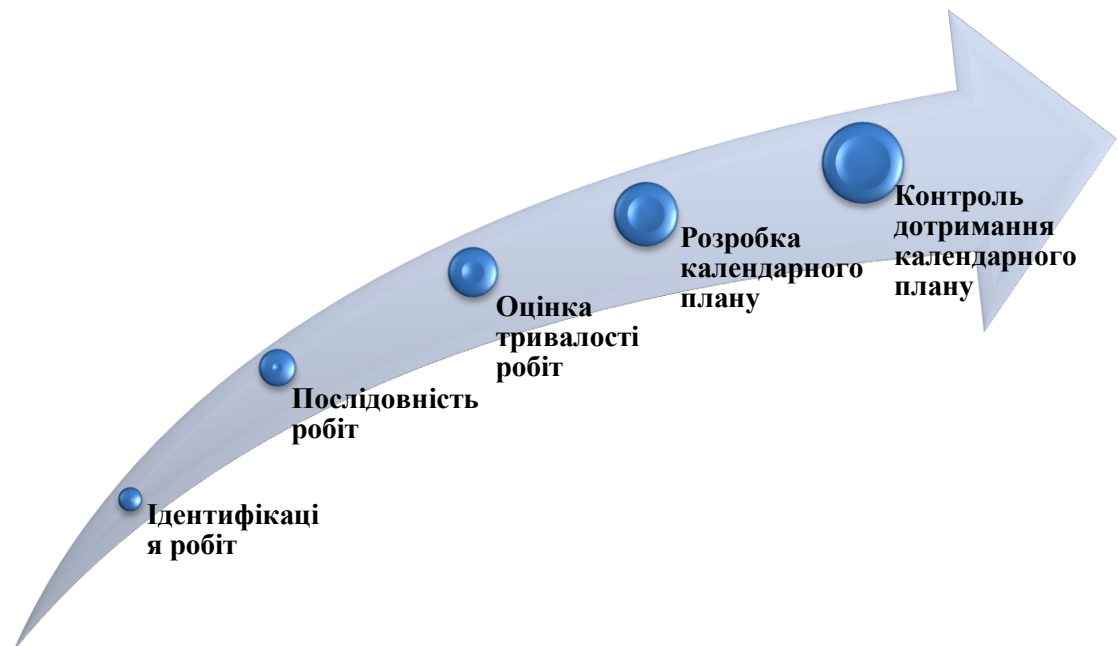 Ідентифікаці
я робіт
Послідовність
робіт
Оцінка
тривалості
робіт
Розробка
календарного
плану
Контроль
дотримання
календарного
плану